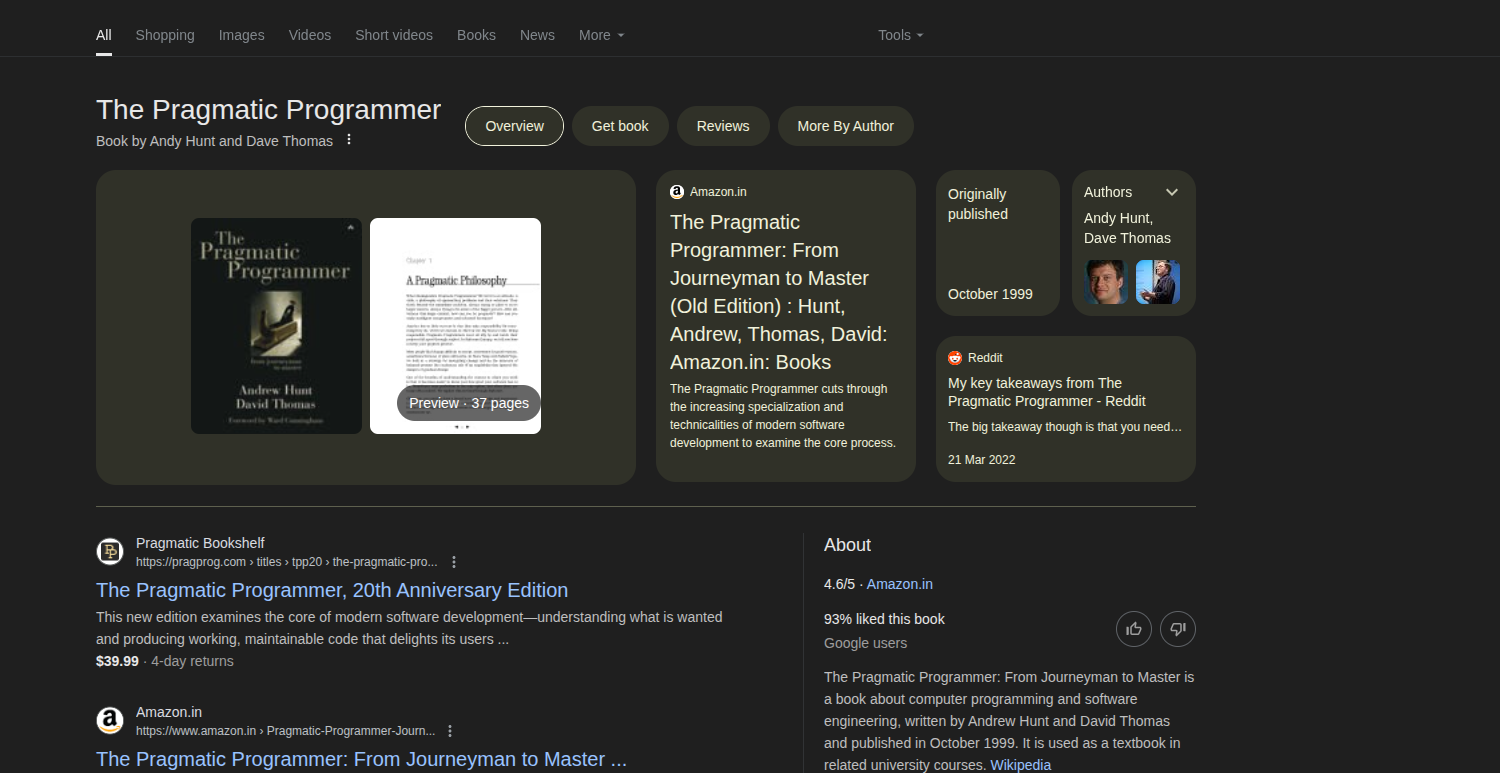 All
Shopping
Images
Videos
Short videos
Books
News
More
Tools
The Pragmatic Programmer
Book by Andy Hunt and Dave Thomas
Overview
Get book
Reviews
More By Author
The
Pragmatic
Programmer
from journeyman
to master
Andrew Hunt
David Thomas
Foreword by Ward Cunningham
Chapter 1
A Pragmatic Philosophy
Preview · 37 pages
Amazon.in
The Pragmatic
Programmer: From
Journeyman to Master
(Old Edition) : Hunt,
Andrew, Thomas, David:
Amazon.in: Books
The Pragmatic Programmer cuts through
the increasing specialization and
technicalities of modern software
development to examine the core process.
Originally
published
October 1999
Authors
Andy Hunt,
Dave Thomas
Reddit
My key takeaways from The
Pragmatic Programmer - Reddit
The big takeaway though is that you need…
21 Mar 2022
Pragmatic Bookshelf
https://pragprog.com › titles › tpp20 › the-pragmatic-pro...
The Pragmatic Programmer, 20th Anniversary Edition
This new edition examines the core of modern software development—understanding what is wanted
and producing working, maintainable code that delights its users ...
$39.99 · 4-day returns
Amazon.in
https://www.amazon.in › Pragmatic-Programmer-Journ...
The Pragmatic Programmer: From Journeyman to Master ...
About
4.6/5 · Amazon.in
93% liked this book
Google users
The Pragmatic Programmer: From Journeyman to Master is
a book about computer programming and software
engineering, written by Andrew Hunt and David Thomas
and published in October 1999. It is used as a textbook in
related university courses. Wikipedia